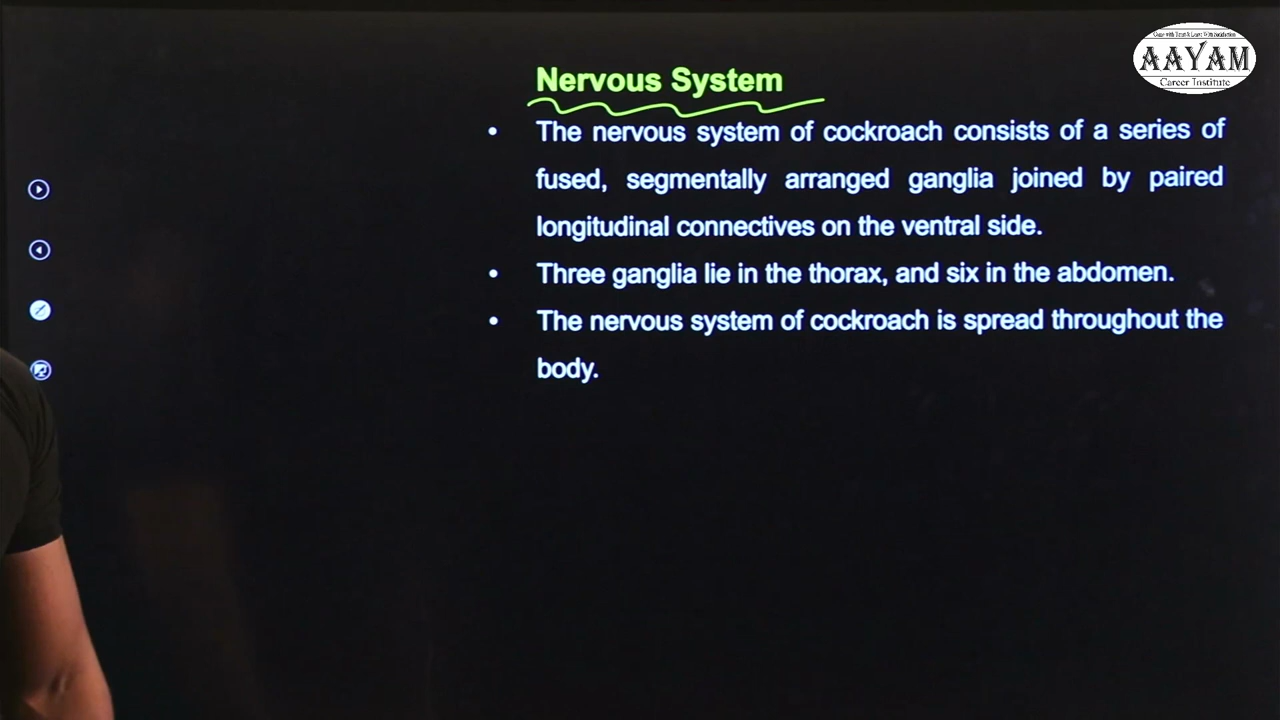 AAYAM
Career Institute
Nervous System
• The nervous system of cockroach consists of a series of
fused, segmentally arranged ganglia joined by paired
longitudinal connectives on the ventral side.
• Three ganglia lie in the thorax, and six in the abdomen.
• The nervous system of cockroach is spread throughout the
body.